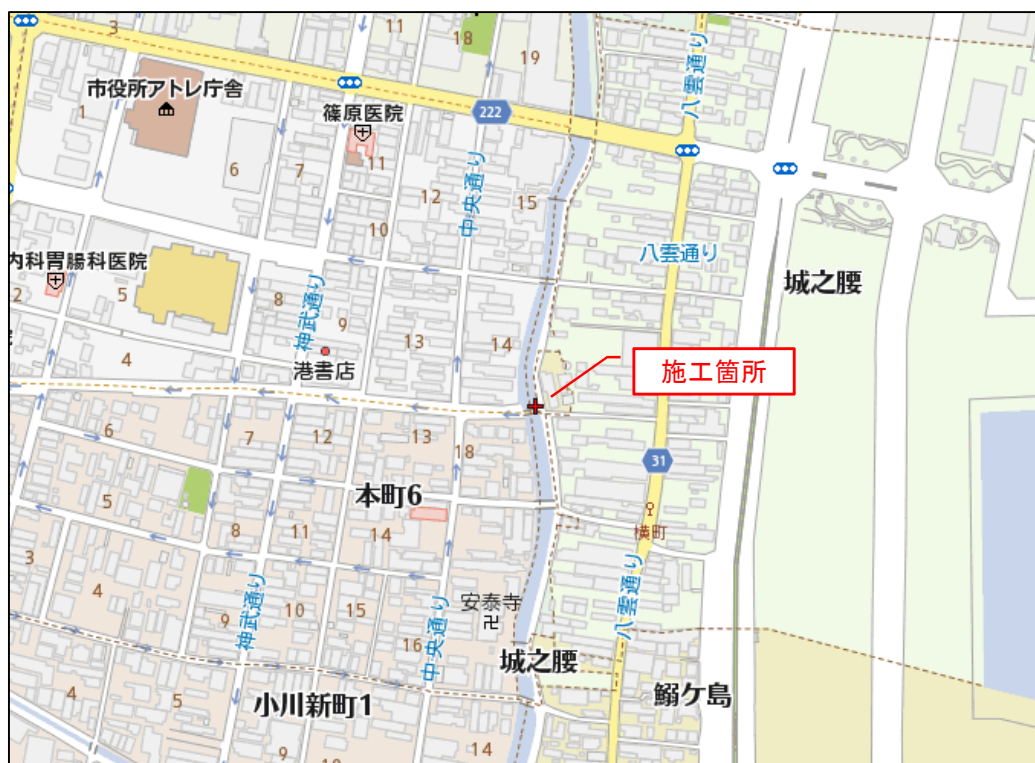 3
11
18
19
八雲通り
市役所アトレ庁舎
1
篠原医院
222
6
7
11
12
中央通り
15
10
八雲通り
内科胃腸科医院
2
5
8
神武通り
9
13
14
城之腰
4
港書店
施工箇所
6
7
12
13
18
31
本町6
5
8
11
14
横町
3
4
9
神武通り
10
15
安泰寺
卍
中央通り
16
八雲通り
城之腰
鰯ケ島
4
5
小川新町1
9
10
14